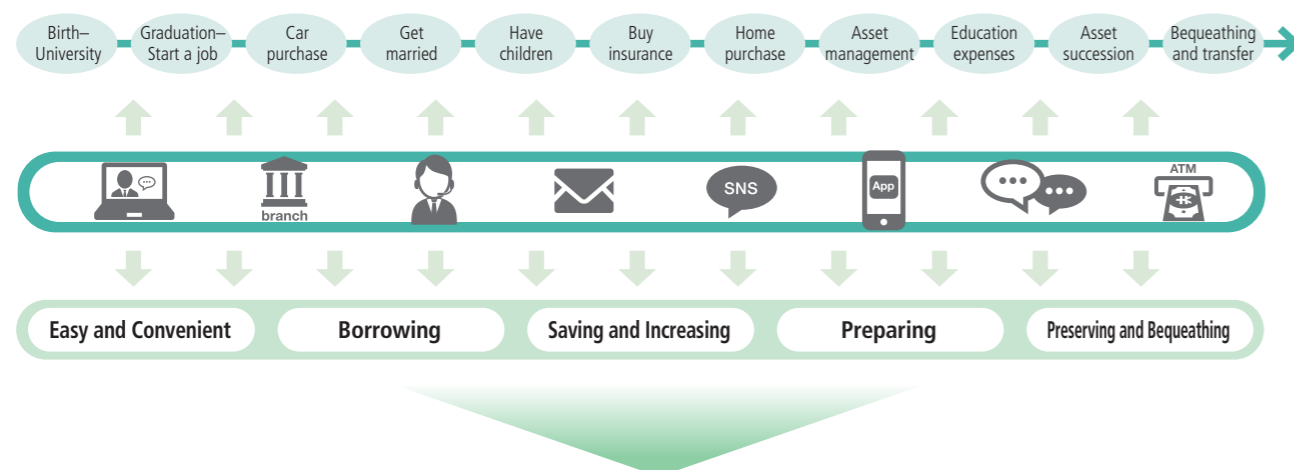 Birth–
University
Graduation–
Start a job
Car
purchase
Get
married
Have
children
Buy
insurance
Home
purchase
Asset
management
Education
expenses
Asset
succession
Bequeathing
and transfer
branch
SNS
App
ATM
Easy and Convenient
Borrowing
Saving and Increasing
Preparing
Preserving and Bequeathing